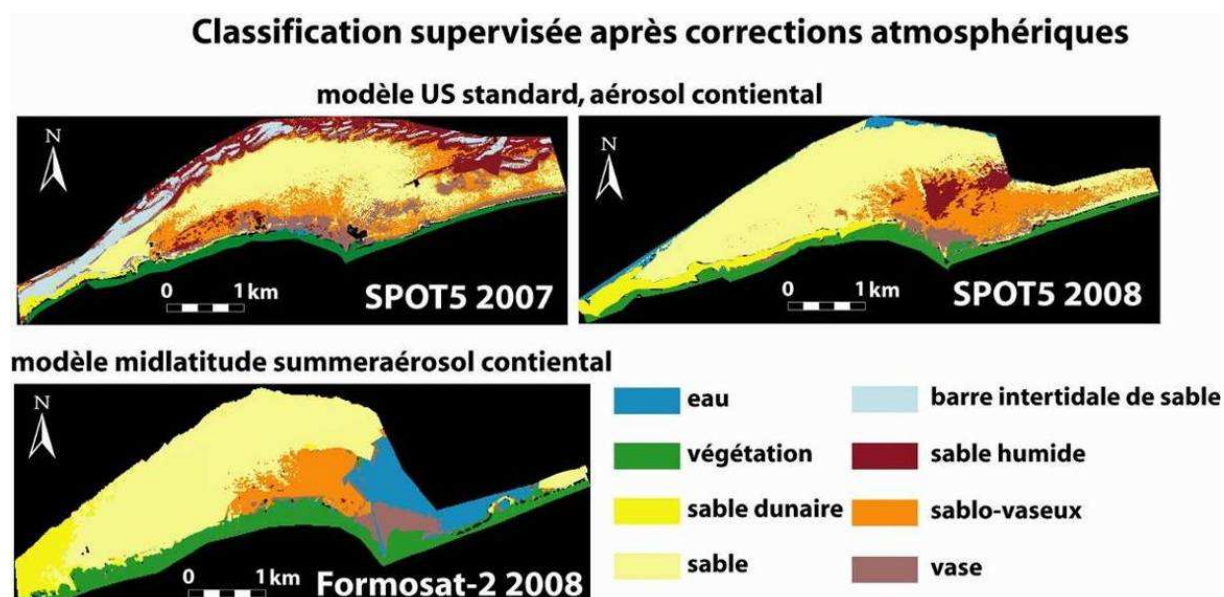 Classification supervisée après corrections atmosphériques
modèle US standard, aérosol contiental
N
0 1 km
SPOT5 2007
N
0 1 km
SPOT5 2008
modèle midlatitude summeraérosol contiental
N
0 1 km
Formosat-2 2008
eau
végétation
sable dunaire
sable
barre intertidale de sable
sable humide
sablo-vaseux
vase